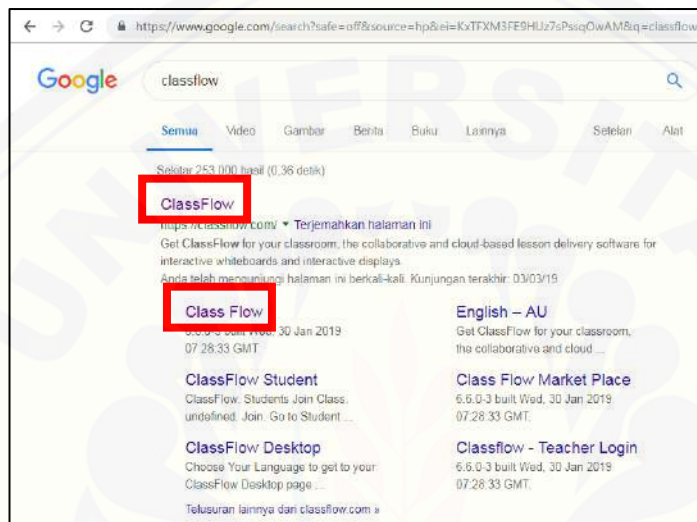 https://www.google.com/search?safe=off&source=hp&ei=KxTFXM3FE9HUz7sPssqOwAM&q=classflow
Google classflow
Semua Video Gambar Berita Buku Lainnya Setelan Alat
Sekitar 253.000 hasil (0,36 detik)
ClassFlow
https://classflow.com/ Terjemahkan halaman ini
Get ClassFlow for your classroom, the collaborative and cloud-based lesson delivery software for
interactive whiteboards and interactive displays.
Anda telah mengunjungi halaman ini berkali-kali. Kunjungan terakhir: 03/03/19
Class Flow
6.6.0-3 built Wed, 30 Jan 2019
07:28:33 GMT
English – AU
Get ClassFlow for your classroom,
the collaborative and cloud ...
ClassFlow Student
ClassFlow. Students Join Class.
undefined. Join. Go to Student ...
Class Flow Market Place
6.6.0-3 built Wed, 30 Jan 2019
07:28:33 GMT.
ClassFlow Desktop
Choose Your Language to get to your
ClassFlow Desktop page ...
Classflow - Teacher Login
6.6.0-3 built Wed, 30 Jan 2019
07:28:33 GMT.
Telusuran lainnya dari classflow.com »